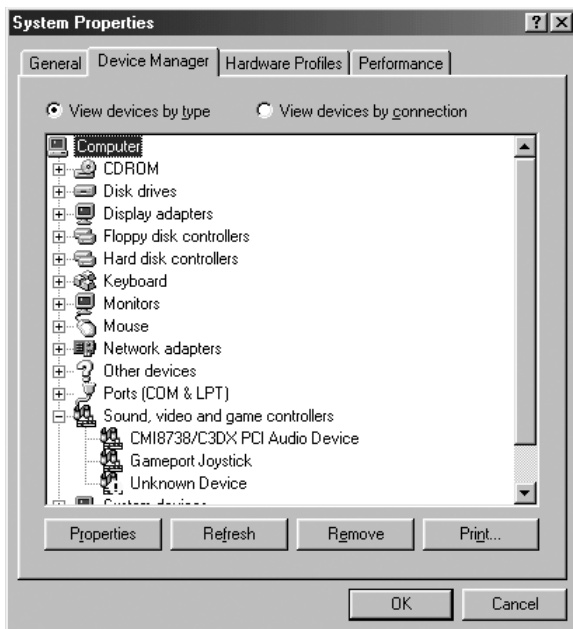 System Properties
General Device Manager Hardware Profiles Performance
View devices by type View devices by connection
Computer
CDROM
Disk drives
Display adapters
Floppy disk controllers
Hard disk controllers
Keyboard
Monitors
Mouse
Network adapters
Other devices
Ports (COM & LPT)
Sound, video and game controllers
CMI8738/C3DX PCI Audio Device
Gameport Joystick
Unknown Device
System devices
Properties Refresh Remove Print...
OK Cancel